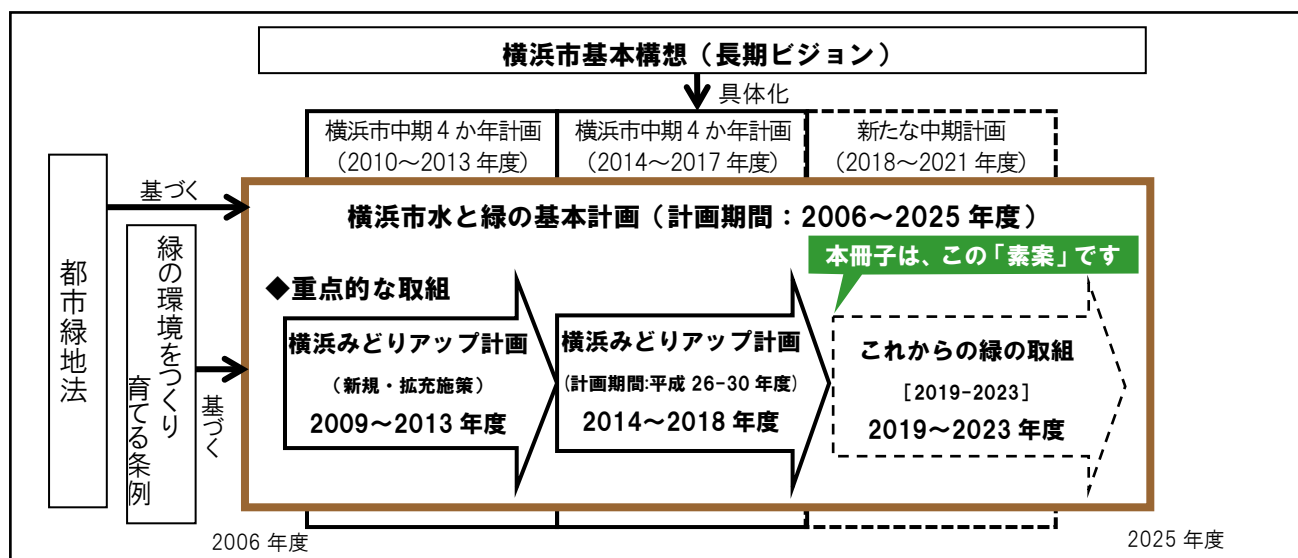 横浜市基本構想（長期ビジョン）
具体化
横浜市中期４か年計画
（2010～2013 年度）
横浜市中期４か年計画
（2014～2017 年度）
新たな中期計画
（2018～2021 年度）
都市緑地法
基づく
緑の環境をつくり
育てる条例
基づく
横浜市水と緑の基本計画（計画期間：2006～2025 年度）
本冊子は、この「素案」です
◆重点的な取組
横浜みどりアップ計画
（新規・拡充施策）
2009～2013 年度
横浜みどりアップ計画
(計画期間:平成 26-30 年度)
2014～2018 年度
これからの緑の取組
[2019-2023]
2019～2023 年度
2006 年度
2025 年度